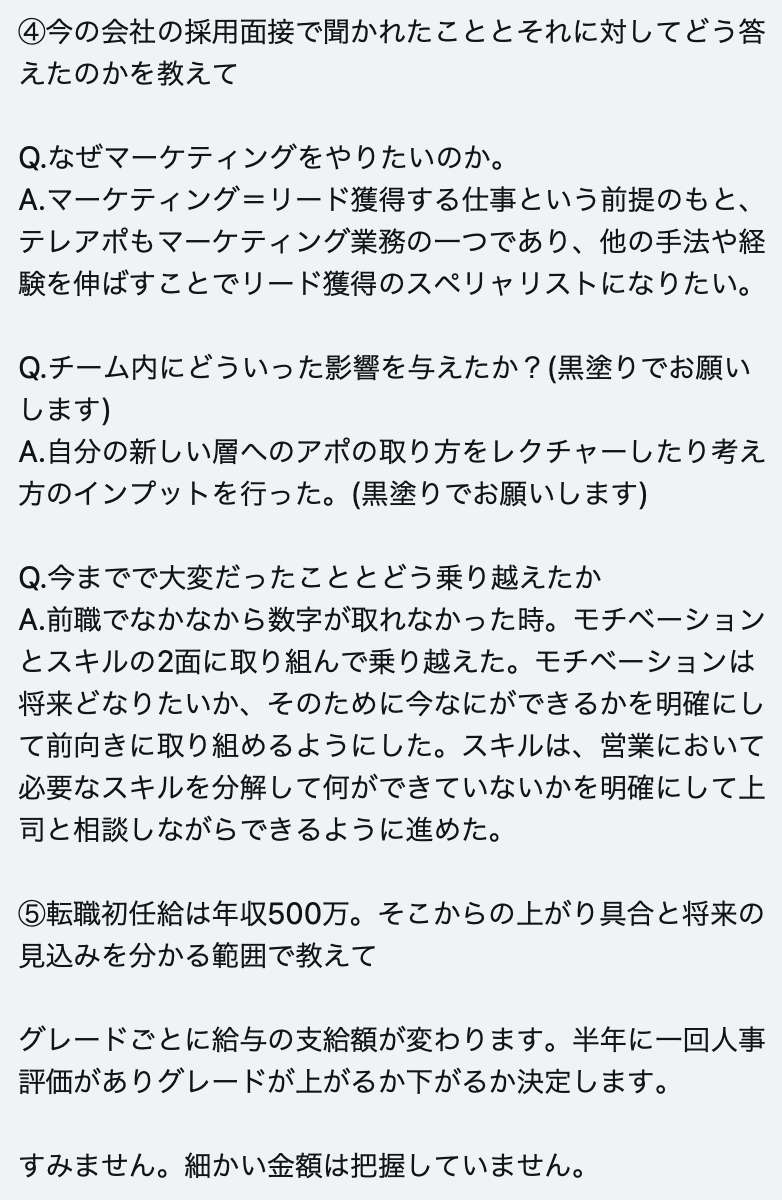 ④今の会社の採用面接で聞かれたこととそれに対してどう答
えたのかを教えて
Q.なぜマーケティングをやりたいのか。
A.マーケティング＝リード獲得する仕事という前提のもと、
テレアポもマーケティング業務の一つであり、他の手法や経
験を伸ばすことでリード獲得のスペリャリストになりたい。
Q.チーム内にどういった影響を与えたか？(黒塗りでお願い
します)
A.自分の新しい層へのアポの取り方をレクチャーしたり考え
方のインプットを行った。(黒塗りでお願いします)
Q.今までで大変だったこととどう乗り越えたか
A.前職でなかなから数字が取れなかった時。モチベーション
とスキルの2面に取り組んで乗り越えた。モチベーションは
将来どなりたいか、そのために今なにができるかを明確にし
て前向きに取り組めるようにした。スキルは、営業において
必要なスキルを分解して何ができていないかを明確にして上
司と相談しながらできるように進めた。
⑤転職初任給は年収500万。そこからの上がり具合と将来の
見込みを分かる範囲で教えて
グレードごとに給与の支給額が変わります。半年に一回人事
評価がありグレードが上がるか下がるか決定します。
すみません。細かい金額は把握していません。